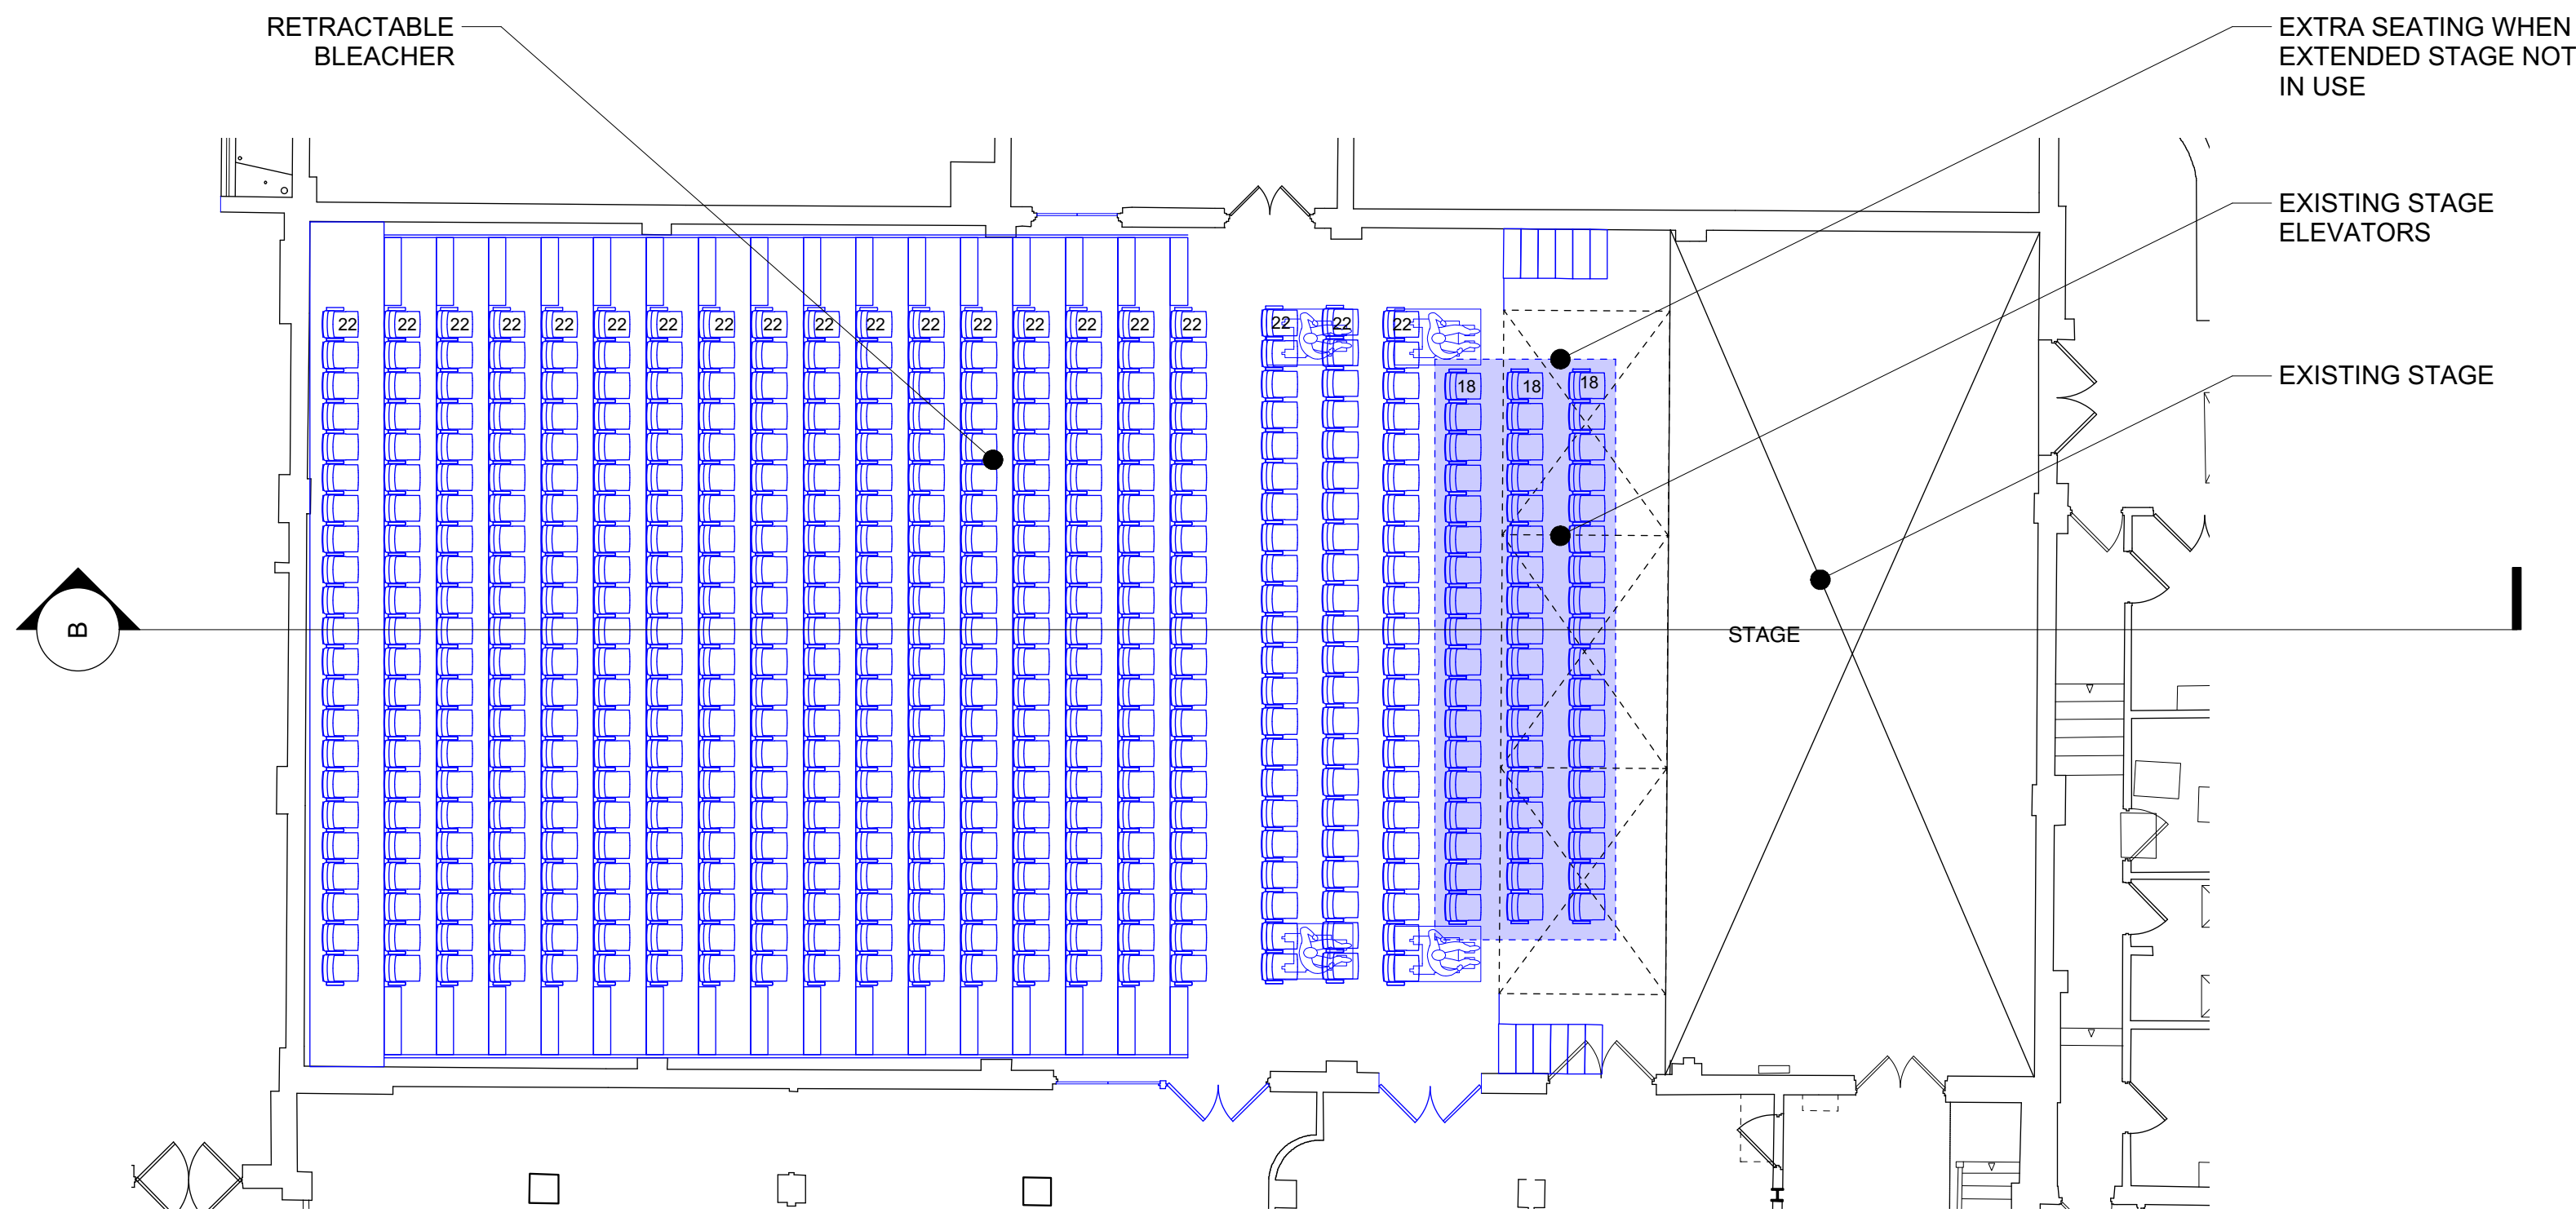 RETRACTABLE
BLEACHER
EXTRA SEATING WHEN
EXTENDED STAGE NOT
IN USE
EXISTING STAGE
ELEVATORS
EXISTING STAGE
22 22 22 22 22 22 22 22 22 22 22 22 22 22 22 22 22 22 22 22
18 18 18
B
STAGE